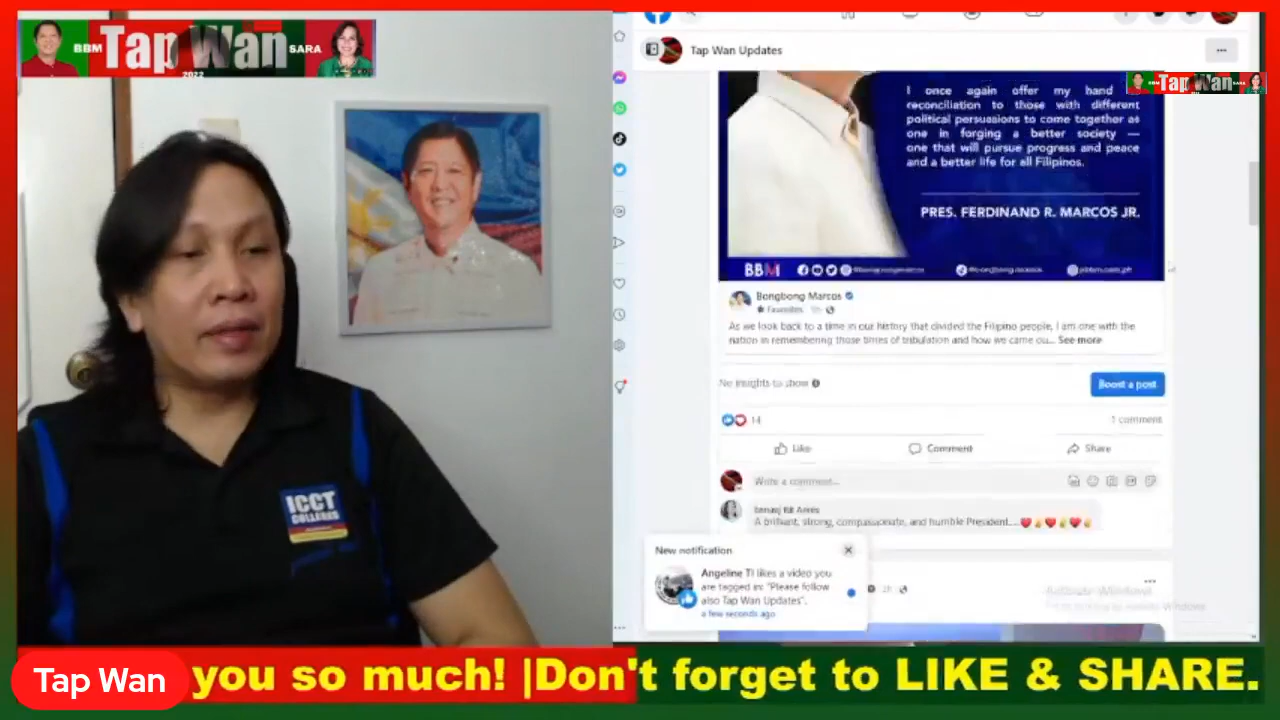 BBM
Tap Wan
SARA
2022
Tap Wan Updates
Tap Wan
I once again offer my hand
reconciliation to those with different
political persuasions to come together as
one in forging a better society —
one that will pursue progress and peace
and a better life for all Filipinos.
PRES. FERDINAND R. MARCOS JR.
BBM
Bongbong Marcos
Favorites
As we look back to a time in our history that divided the Filipino people, I am one with the
nation in remembering those times of tribulation and how we came ou... See more
No insights to show
Boost a post
14
1 comment
Like
Comment
Share
Write a comment...
A brilliant, strong, compassionate, and humble President....
New notification
Angeline Ti likes a video you
are tagged in: "Please follow
also Tap Wan Updates".
a few seconds ago
2h
ICCT
COLLEGES
Tap Wan
you so much! |Don't forget to LIKE & SHARE.